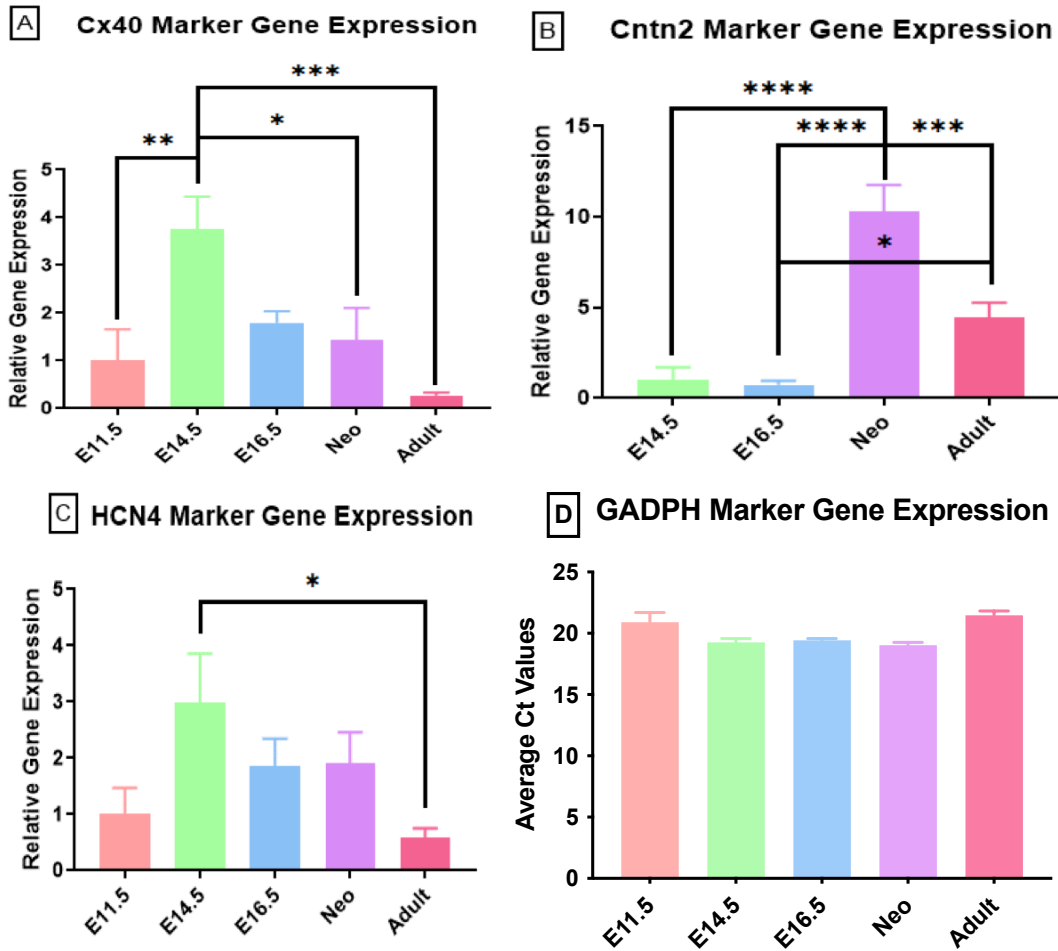 A Cx40 Marker Gene Expression
***
*
**
Relative Gene Expression
5
4
3
2
1
0
E11.5 E14.5 E16.5 Neo Adult
B Cntn2 Marker Gene Expression
****
**** ***
*
Relative Gene Expression
15
10
5
0
E14.5 E16.5 Neo Adult
C HCN4 Marker Gene Expression
*
Relative Gene Expression
5
4
3
2
1
0
E11.5 E14.5 E16.5 Neo Adult
D GADPH Marker Gene Expression
Average Ct Values
25
20
15
10
5
0
E11.5 E14.5 E16.5 Neo Adult